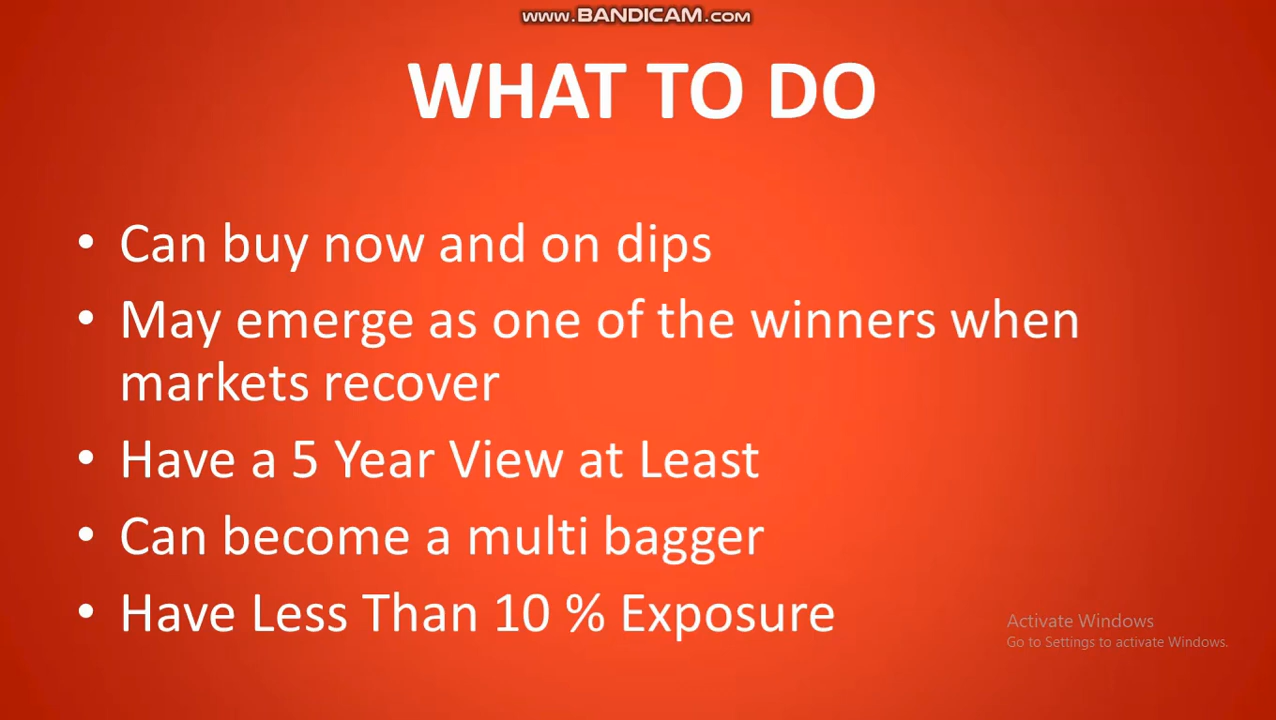 www.BANDICAM.com
WHAT TO DO
• Can buy now and on dips
• May emerge as one of the winners when
markets recover
• Have a 5 Year View at Least
• Can become a multi bagger
• Have Less Than 10 % Exposure
Activate Windows
Go to Settings to activate Windows.